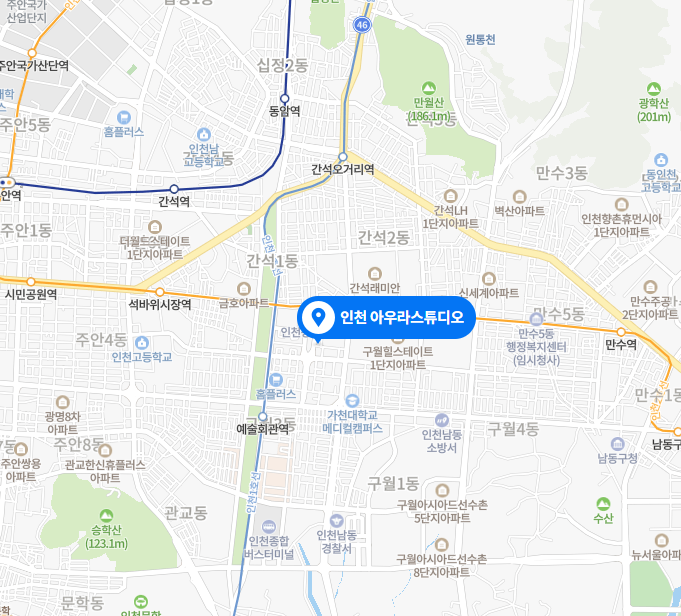 주안국가
산업단지
주안국가산단역
46
원통천
십정2동
만월산
(186.1m)
광학산
(201m)
동암역
주안5동
홈플러스
인천남
고등학교
간석오거리역
만수3동
동인천
고등학교
간석역
간석LH
1단지아파트
벽산아파트
인천향촌휴먼시아
1단지아파트
주안1동
더월드스테이트
1단지아파트
간석2동
간석1동
시민공원역
석바위시장역
금호아파트
간석래미안
신세계아파트
만수주공
2단지아파트
인천 아우라스튜디오
만수5동
만수5동
행정복지센터
(임시청사)
만수역
주안4동
인천고등학교
구월힐스테이트
1단지아파트
홈플러스
만수1동
광명8차
아파트
예술회관역
가천대학교
메디컬캠퍼스
인천남동
소방서
구월4동
남동구청
주안8동
주안쌍용
아파트
관교한신휴플러스
아파트
구월1동
인천1호선
구월아시아드선수촌
5단지아파트
수산
승학산
(123.1m)
관교동
인천종합
버스터미널
인천남동
경찰서
구월아시아드선수촌
8단지아파트
뉴서울아파트
문학동